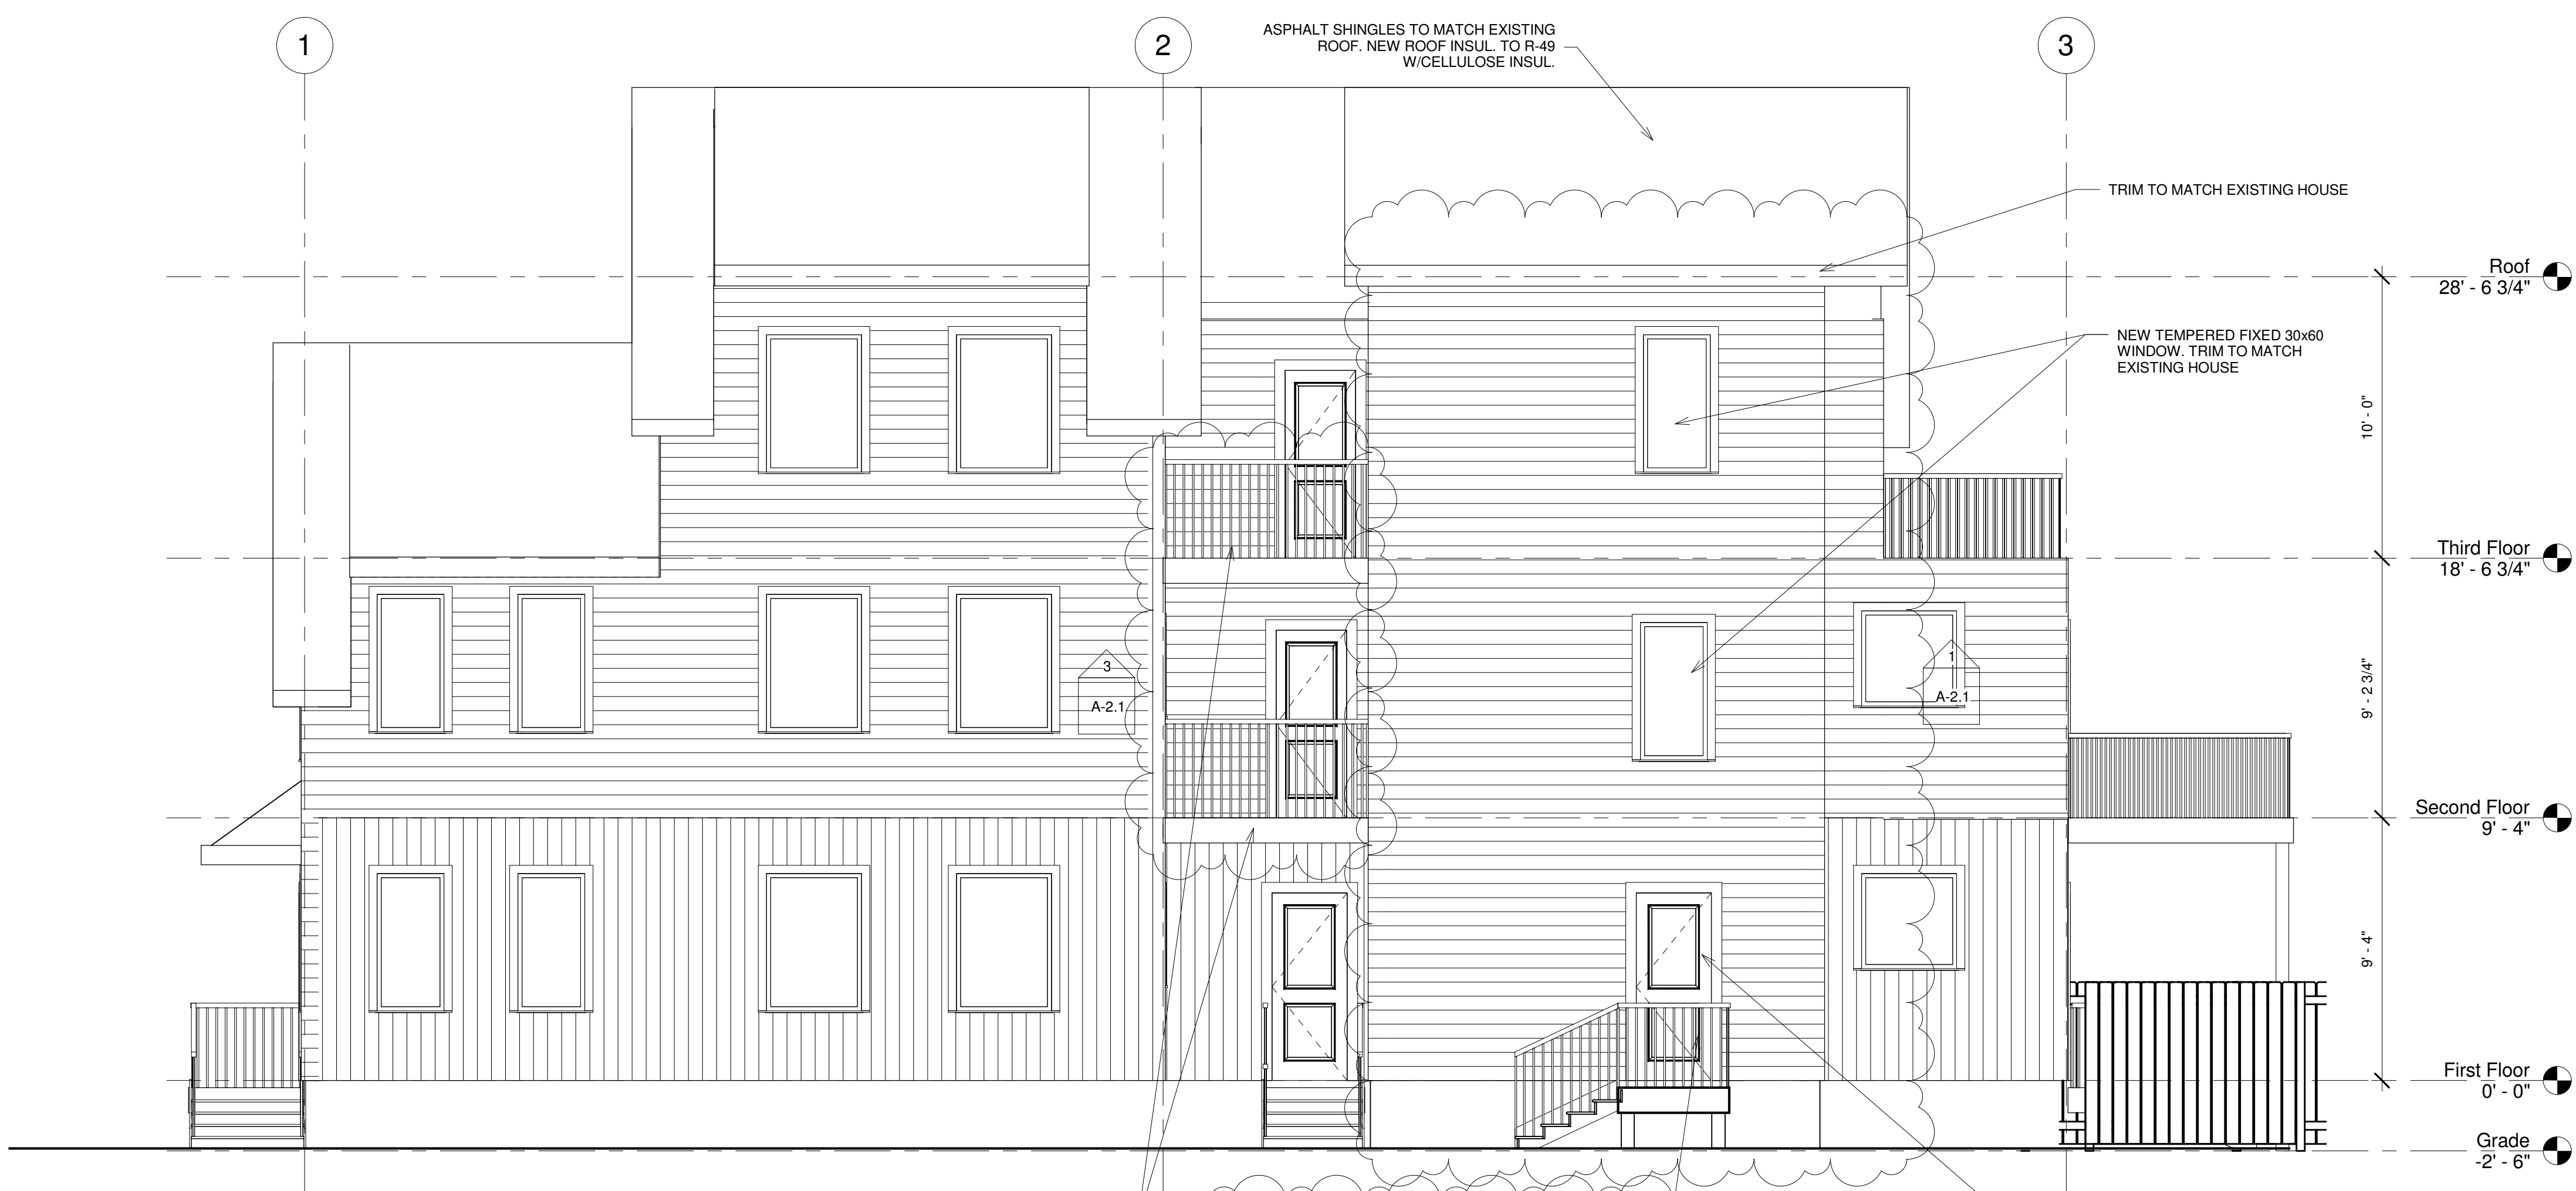 1
2
3
ASPHALT SHINGLES TO MATCH EXISTING
ROOF. NEW ROOF INSUL. TO R-49
W/CELLULOSE INSUL.
TRIM TO MATCH EXISTING HOUSE
Roof
28' - 6 3/4"
NEW TEMPERED FIXED 30x60
WINDOW. TRIM TO MATCH
EXISTING HOUSE
10' - 0"
Third Floor
18' - 6 3/4"
3
A-2.1
1
A-2.1
9' - 2 3/4"
Second Floor
9' - 4"
9' - 4"
First Floor
0' - 0"
Grade
-2' - 6"